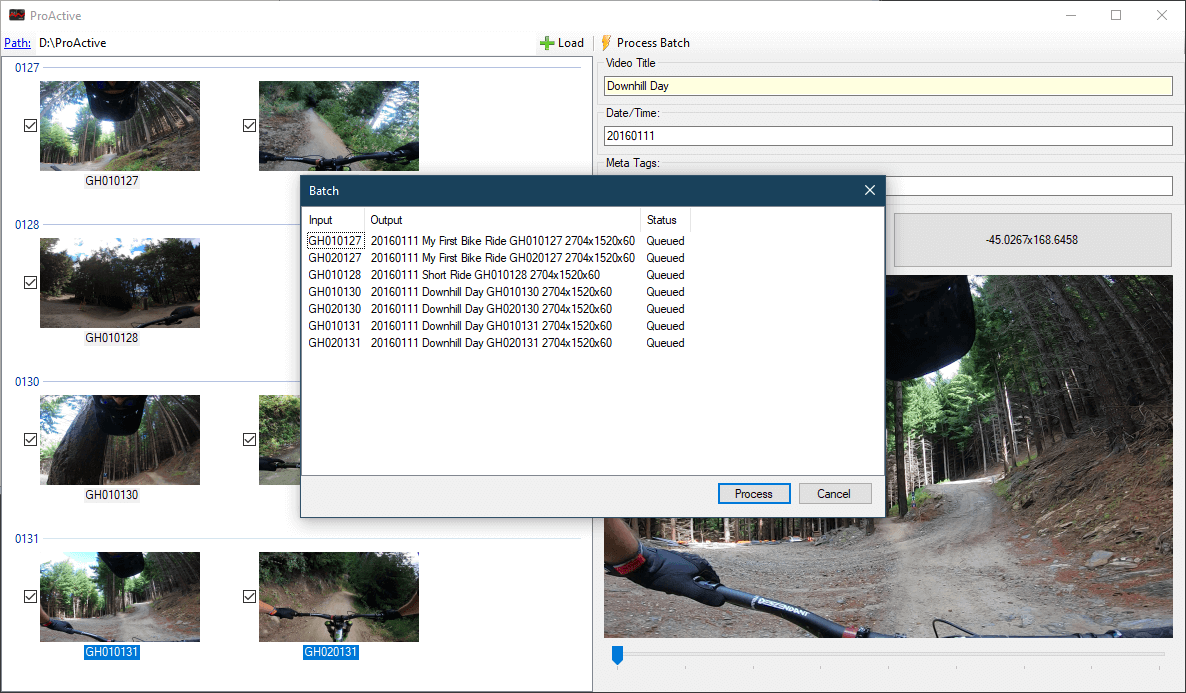 ProActive
Path: D:\ProActive
Load
Process Batch
0127
GH010127
0128
GH010128
0130
GH010130
0131
GH010131
GH020131
Video Title
Downhill Day
Date/Time:
20160111
Meta Tags:
-45.0267x168.6458
DESCENDANT
Batch
Input Output Status
GH010127 20160111 My First Bike Ride GH010127 2704x1520x60 Queued
GH020127 20160111 My First Bike Ride GH020127 2704x1520x60 Queued
GH010128 20160111 Short Ride GH010128 2704x1520x60 Queued
GH010130 20160111 Downhill Day GH010130 2704x1520x60 Queued
GH020130 20160111 Downhill Day GH020130 2704x1520x60 Queued
GH010131 20160111 Downhill Day GH010131 2704x1520x60 Queued
GH020131 20160111 Downhill Day GH020131 2704x1520x60 Queued
Process Cancel